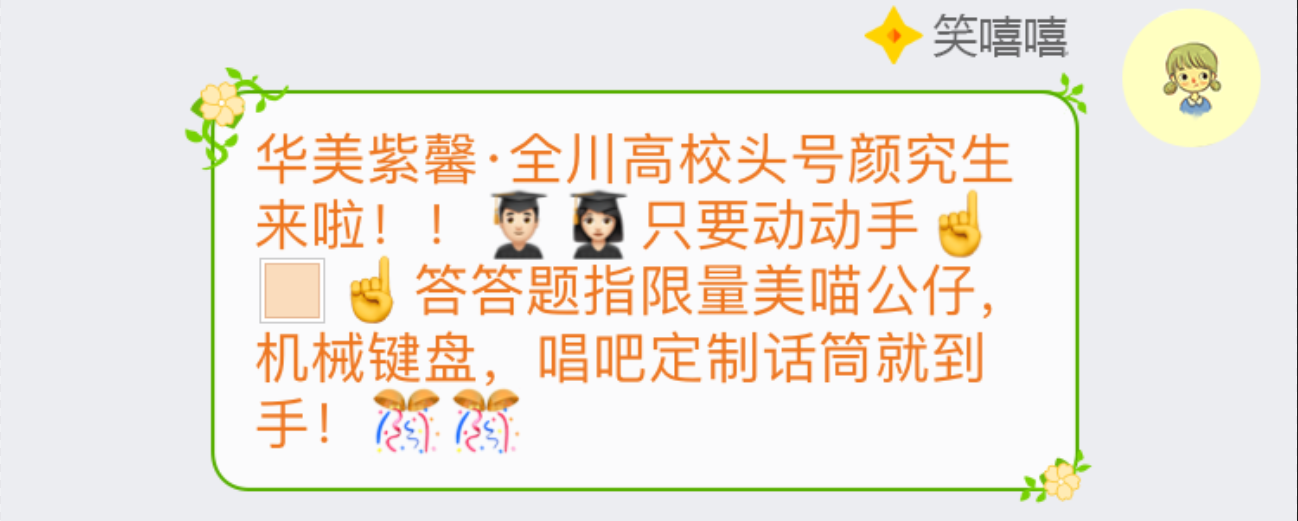 笑嘻嘻
华美紫馨·全川高校头号颜究生
来啦！！👨🏻‍🎓👩🏻‍🎓只要动动手☝
🏻☝答答题指限量美喵公仔，
机械键盘，唱吧定制话筒就到
手！🎊🎊